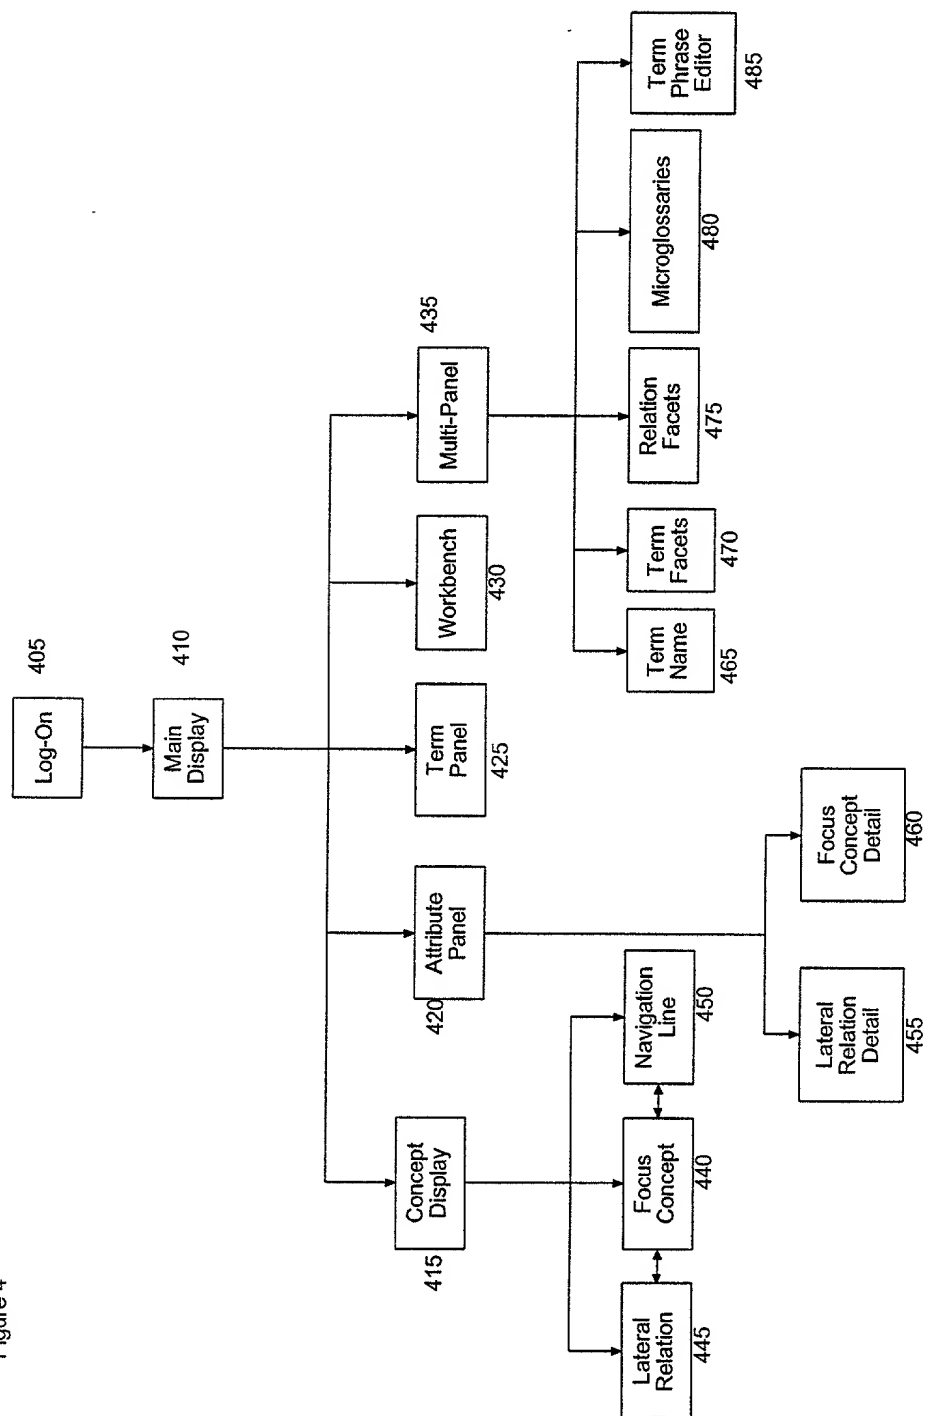 Figure 4
Log-On
405
Main
Display
410
Concept
Display
415
Attribute
Panel
420
Term
Panel
425
Workbench
430
Multi-Panel
435
Lateral
Relation
445
Focus
Concept
440
Navigation
Line
450
Lateral
Relation
Detail
455
Focus
Concept
Detail
460
Term
Name
465
Term
Facets
470
Relation
Facets
475
Microglossaries
480
Term
Phrase
Editor
485